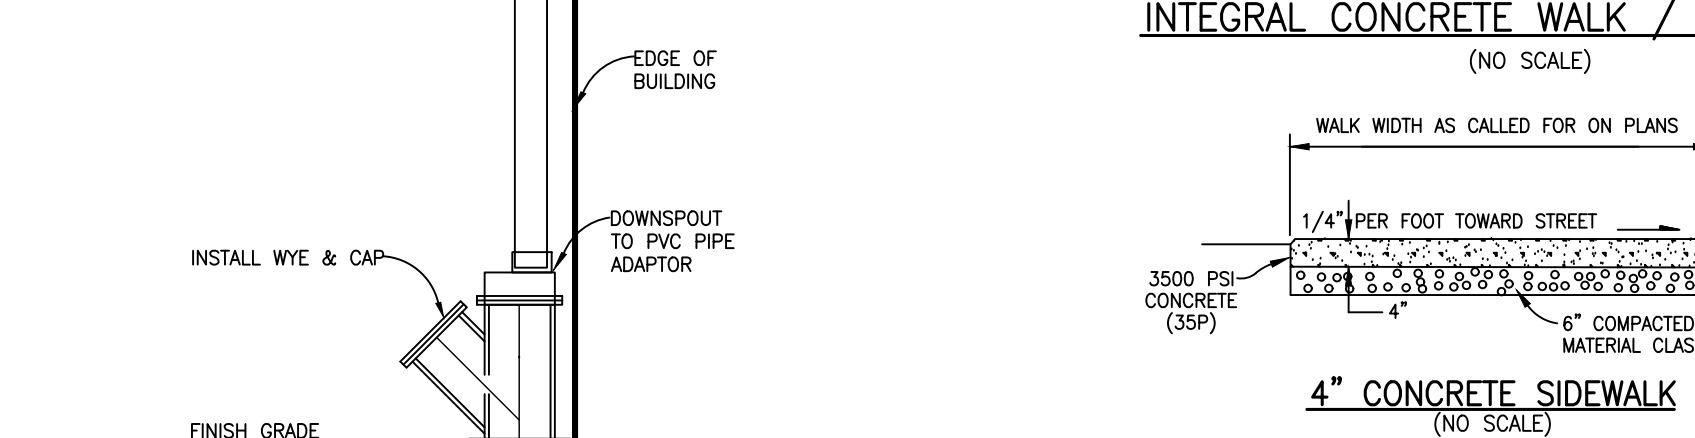 EDGE OF
BUILDING
DOWNSPOUT
TO PVC PIPE
ADAPTOR
INSTALL WYE & CAP
FINISH GRADE
INTEGRAL CONCRETE WALK /
(NO SCALE)
WALK WIDTH AS CALLED FOR ON PLANS
1/4" PER FOOT TOWARD STREET
3500 PSI
CONCRETE
(35P)
4"
6" COMPACTED
MATERIAL CLAS
4" CONCRETE SIDEWALK
(NO SCALE)